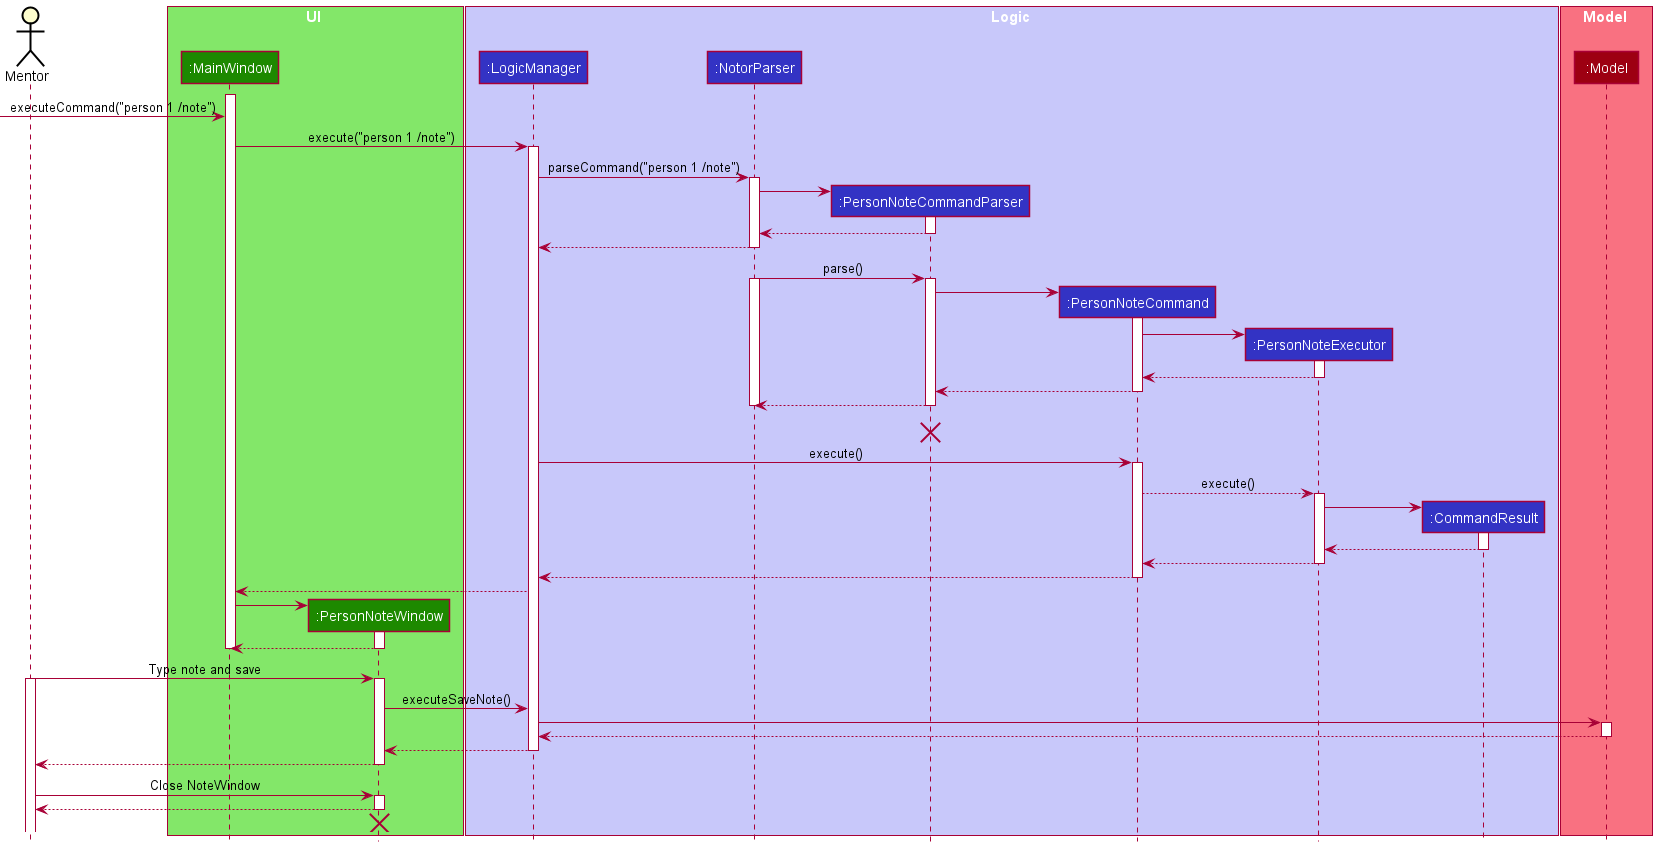 UI
Logic
Model
Mentor
:MainWindow
:LogicManager
:NotorParser
:Model
executeCommand("person 1 /note")
execute("person 1 /note")
parseCommand("person 1 /note")
:PersonNoteCommandParser
parse()
:PersonNoteCommand
:PersonNoteExecutor
execute()
execute()
:CommandResult
:PersonNoteWindow
Type note and save
executeSaveNote()
Close NoteWindow